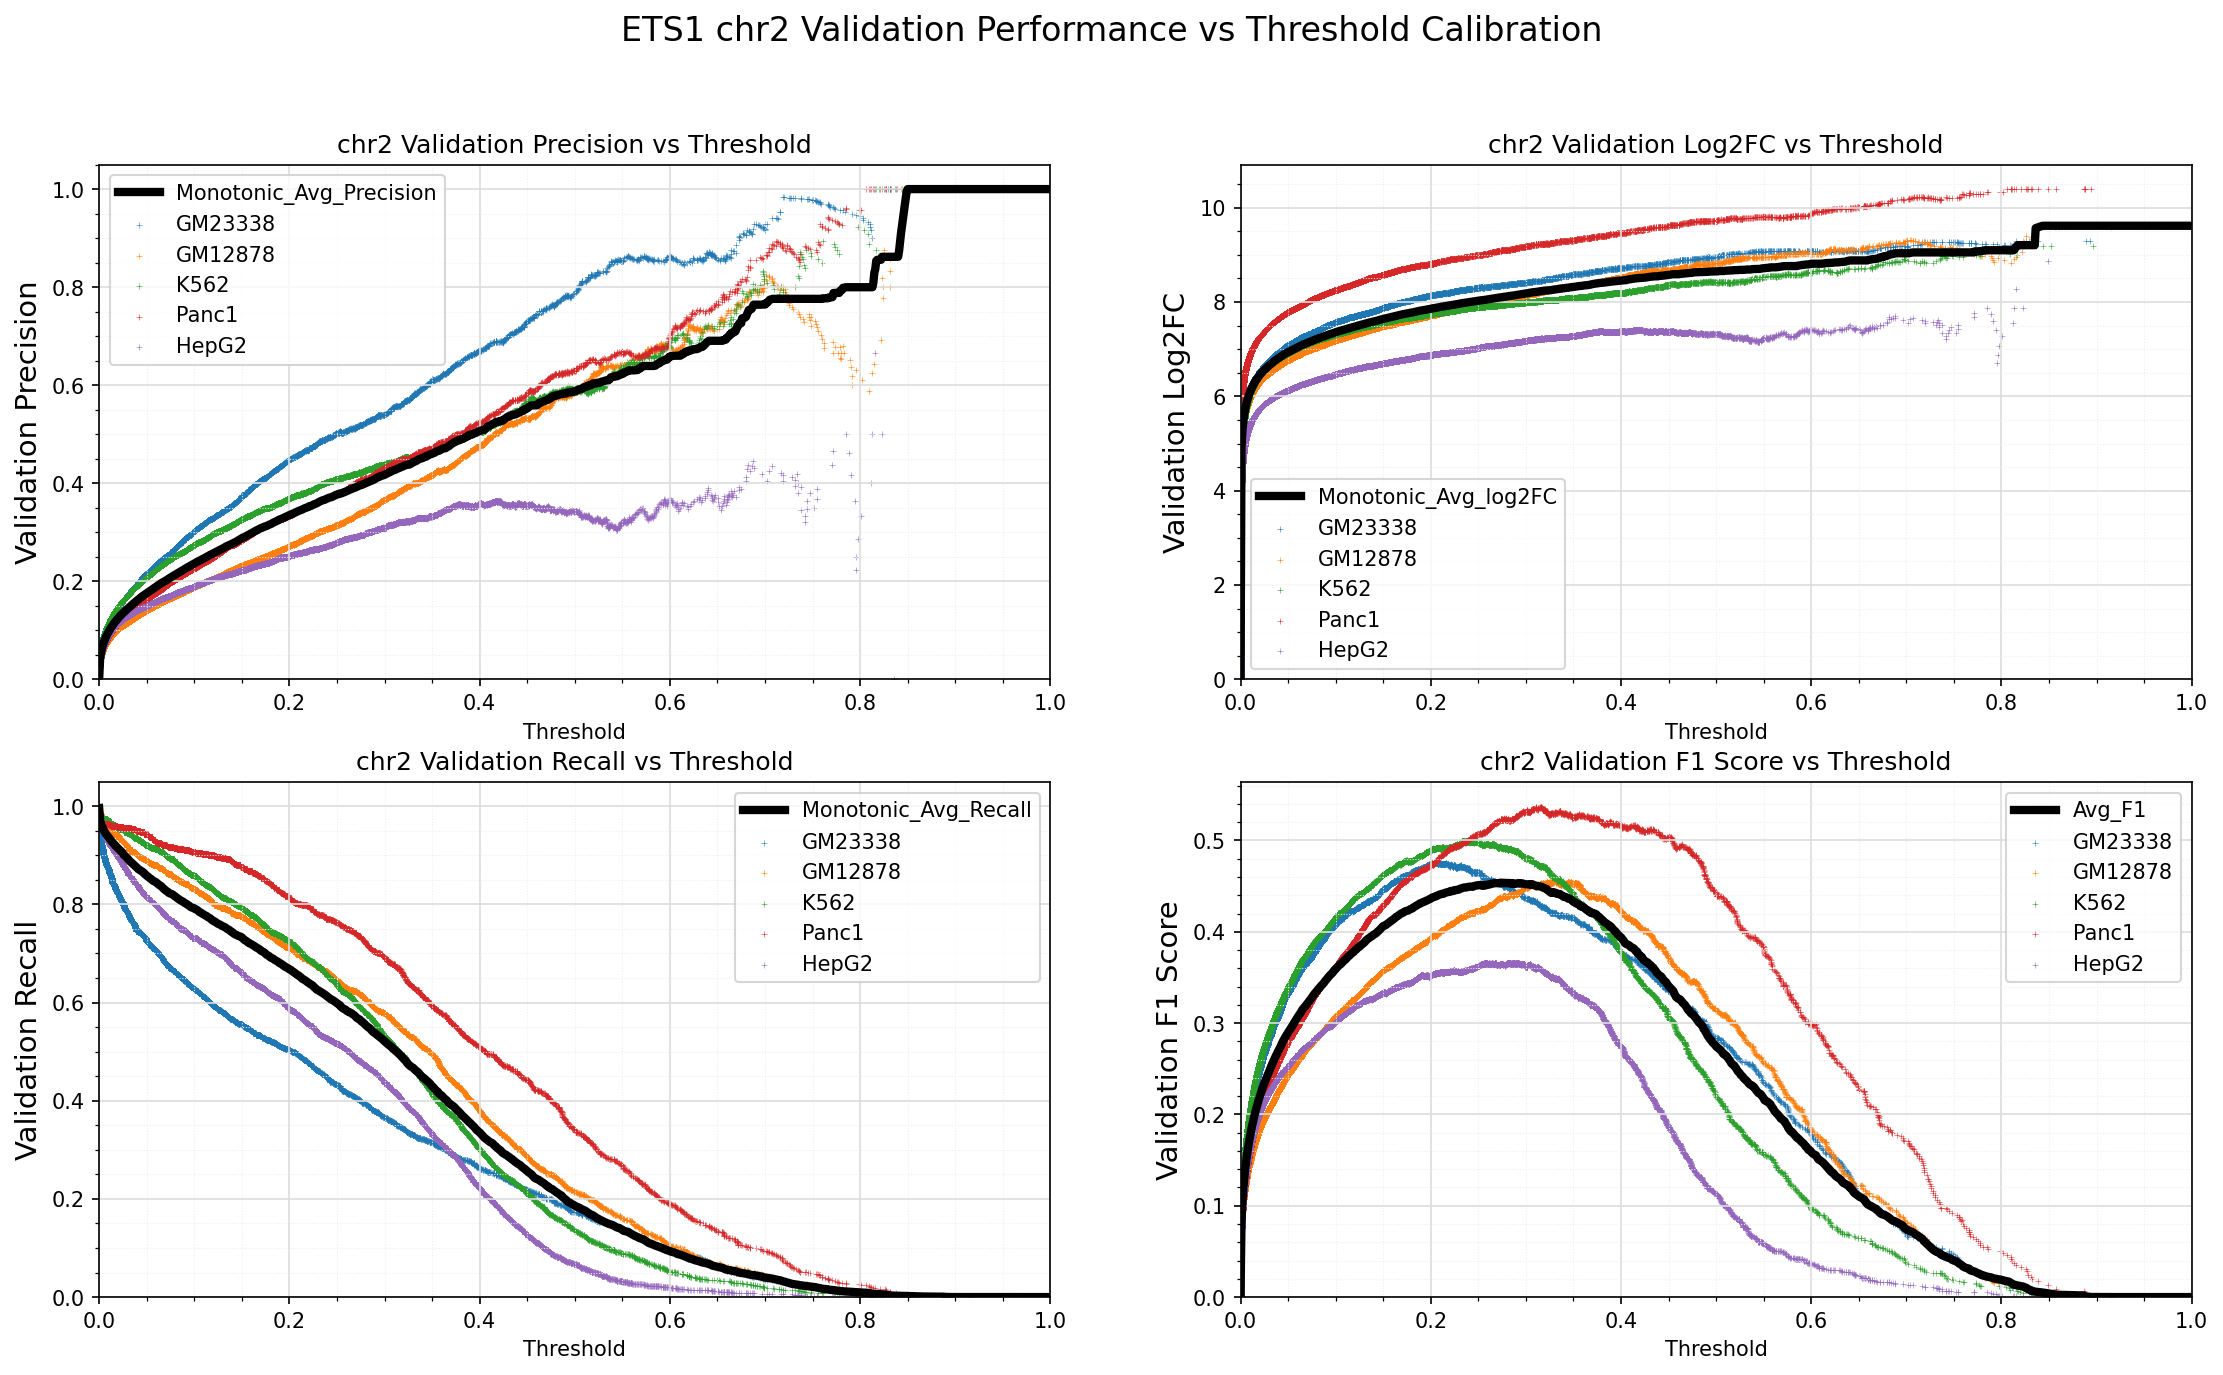 ETS1 chr2 Validation Performance vs Threshold Calibration
chr2 Validation Precision vs Threshold
Validation Precision
1.0
0.8
0.6
0.4
0.2
0.0
Monotonic_Avg_Precision
GM23338
GM12878
K562
Panc1
HepG2
0.0 0.2 0.4 0.6 0.8 1.0
Threshold
chr2 Validation Log2FC vs Threshold
Validation Log2FC
10
8
6
4
2
0
Monotonic_Avg_log2FC
GM23338
GM12878
K562
Panc1
HepG2
0.0 0.2 0.4 0.6 0.8 1.0
Threshold
chr2 Validation Recall vs Threshold
Validation Recall
1.0
0.8
0.6
0.4
0.2
0.0
Monotonic_Avg_Recall
GM23338
GM12878
K562
Panc1
HepG2
0.0 0.2 0.4 0.6 0.8 1.0
Threshold
chr2 Validation F1 Score vs Threshold
Validation F1 Score
0.5
0.4
0.3
0.2
0.1
0.0
Avg_F1
GM23338
GM12878
K562
Panc1
HepG2
0.0 0.2 0.4 0.6 0.8 1.0
Threshold